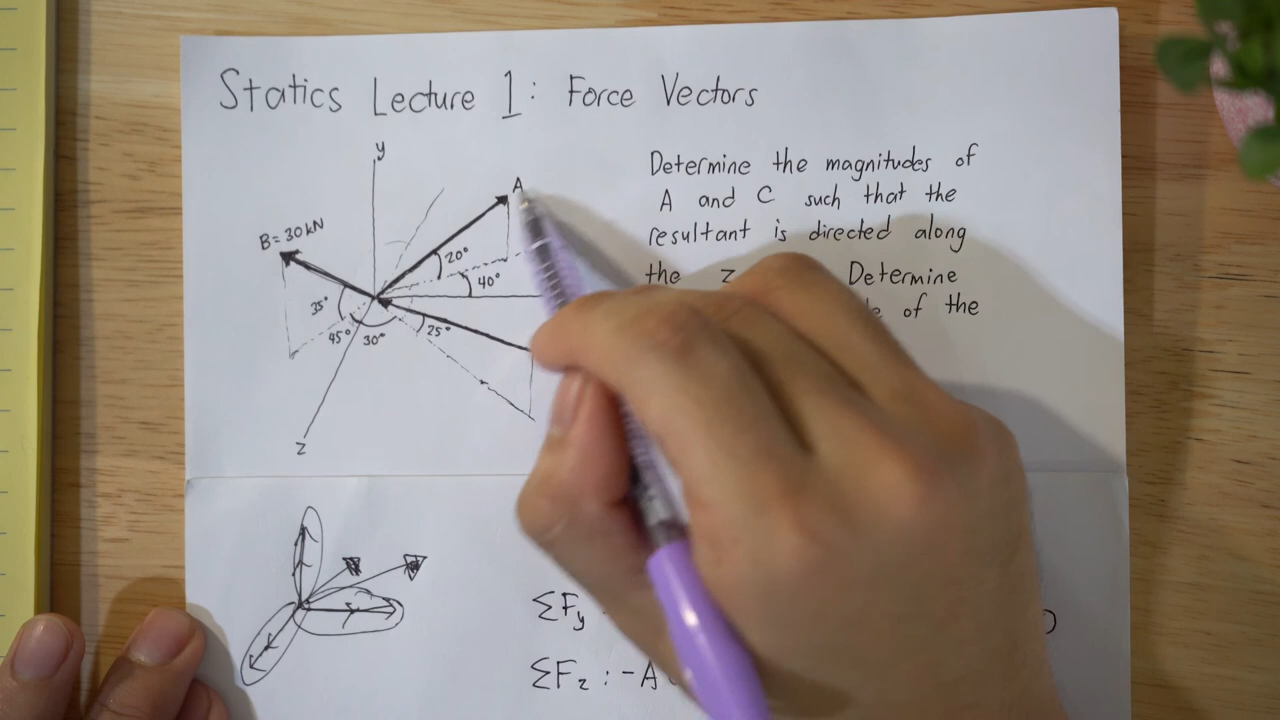 Statics Lecture 1: Force Vectors
y
A
B = 30 kN
20°
40°
35°
45°
30°
25°
z
Determine the magnitudes of
A and C such that the
resultant is directed along
the z Determine
of the
ΣFy
ΣFz : -A